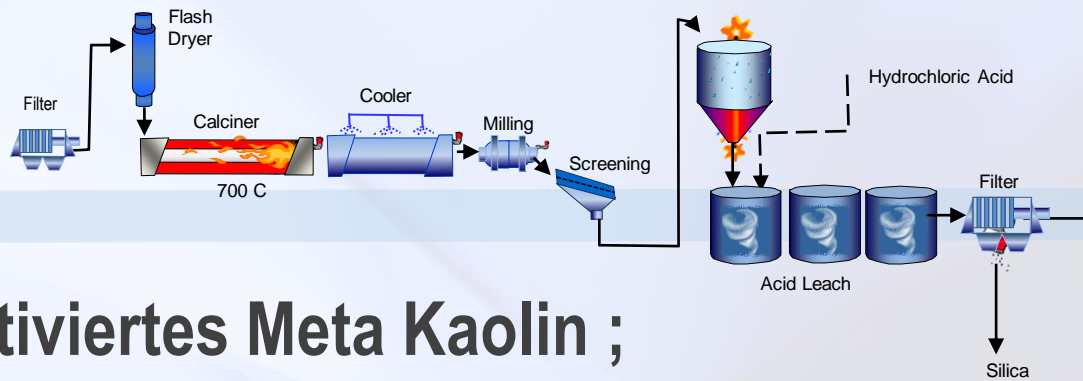 Flash
Dryer
Filter
Calciner
700 C
Cooler
Milling
Screening
Hydrochloric Acid
Acid Leach
Filter
Silica
tiviertes Meta Kaolin ;